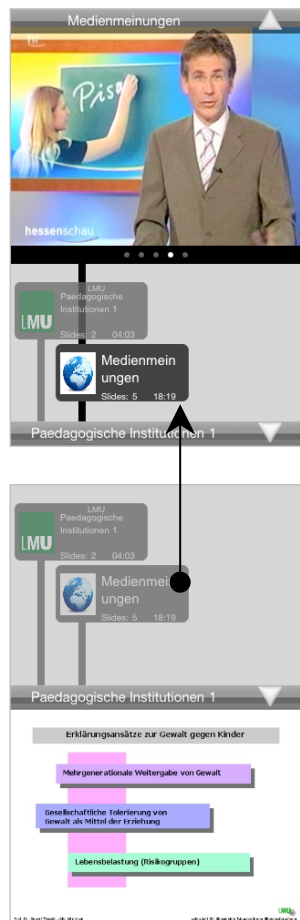 Medienmeinungen
hr
Pisa
hessenschau
LMU
LMU
Paedagogische
Institutionen 1
Slides: 2 04:03
Medienmein
ungen
Slides: 5 18:19
Paedagogische Institutionen 1
LMU
LMU
Paedagogische
Institutionen 1
Slides: 2 04:03
Medienmei
ungen
Slides: 5 18:19
Paedagogische Institutionen 1
Erklärungsansätze zur Gewalt gegen Kinder
Mehrgenerationale Weitergabe von Gewalt
Gesellschaftliche Tolerierung von
Gewalt als Mittel der Erziehung
Lebensbelastung (Risikogruppen)
LMU